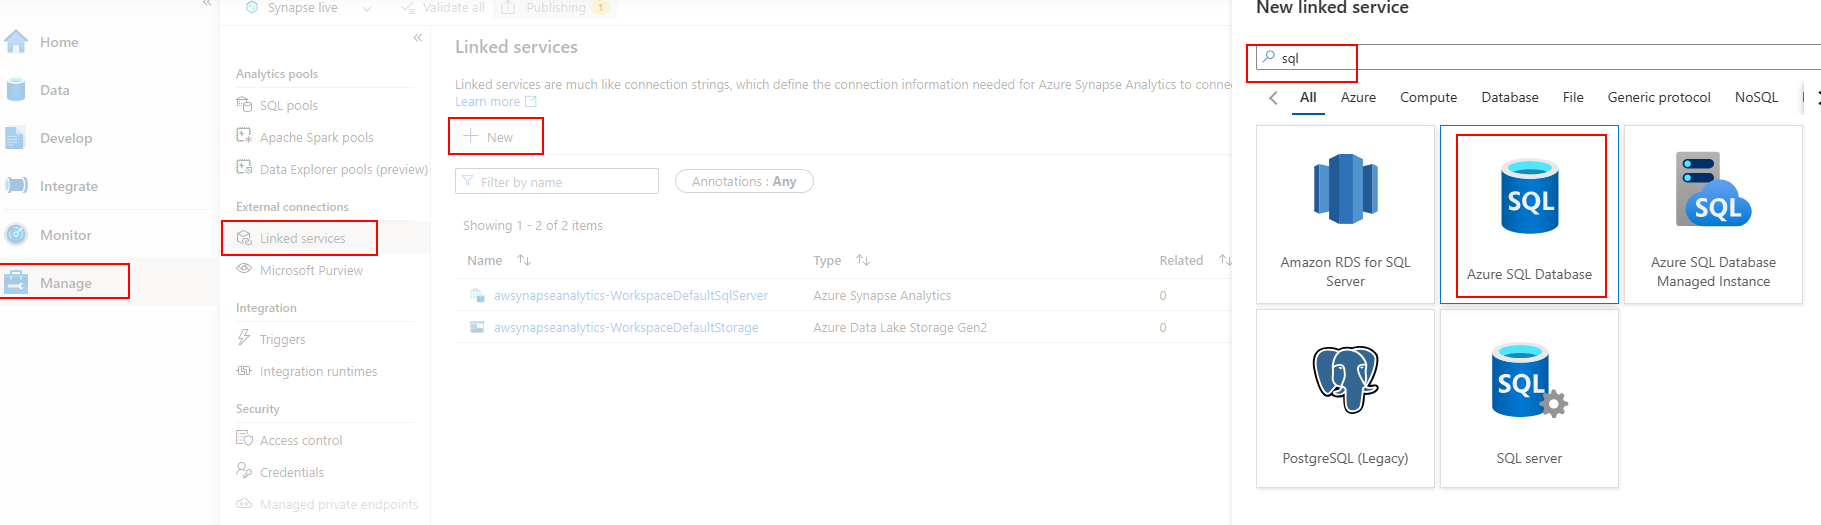 Home
Data
Develop
Integrate
Monitor
Manage
Synapse live
Validate all
Publishing 1
Analytics pools
SQL pools
Apache Spark pools
Data Explorer pools (preview)
External connections
Linked services
Microsoft Purview
Integration
Triggers
Integration runtimes
Security
Access control
Credentials
Managed private endpoints
Linked services
Linked services are much like connection strings, which define the connection information needed for Azure Synapse Analytics to connec
Learn more
New
Filter by name
Annotations : Any
Showing 1 - 2 of 2 items
Name Type Related
awsynapseanalytics-WorkspaceDefaultSqlServer Azure Synapse Analytics 0
awsynapseanalytics-WorkspaceDefaultStorage Azure Data Lake Storage Gen2 0
New linked service
sql
All Azure Compute Database File Generic protocol NoSQL
Amazon RDS for SQL
Server
SQL
Azure SQL Database
SQL
Azure SQL Database
Managed Instance
PostgreSQL (Legacy)
SQL
SQL server